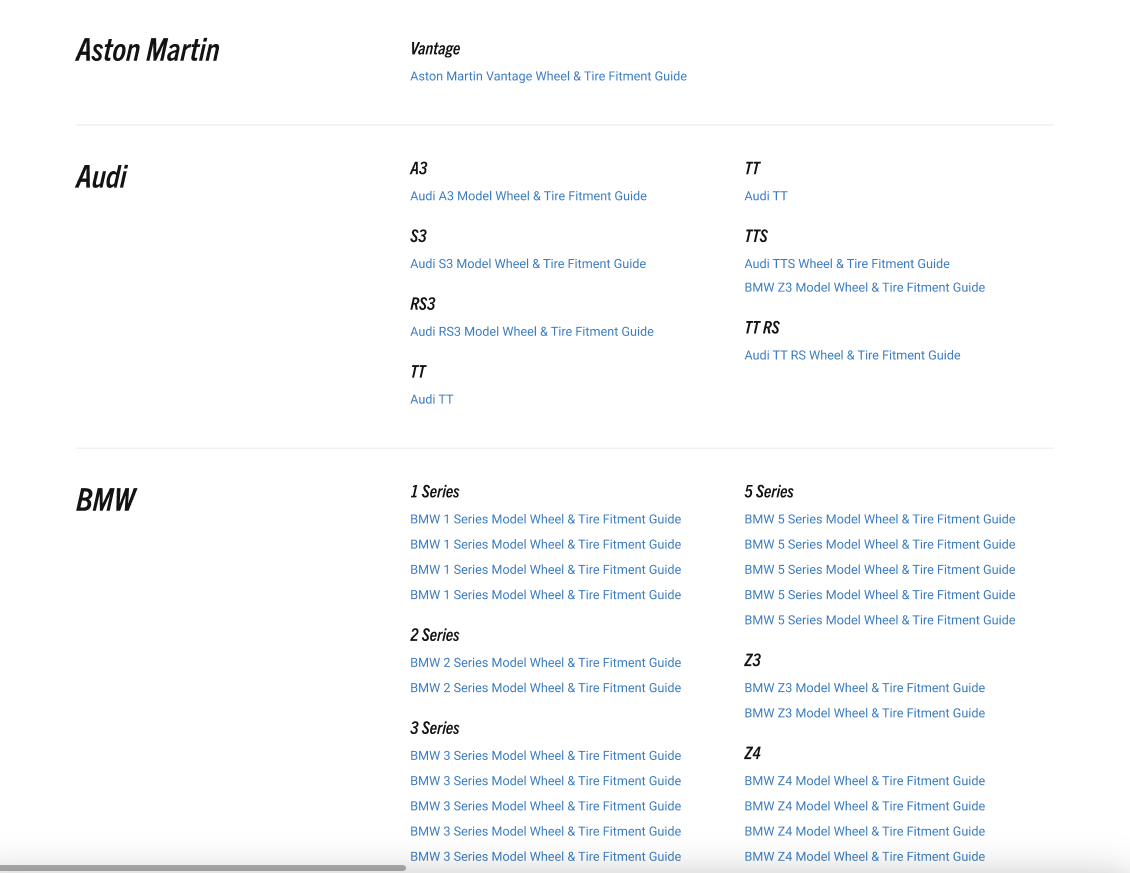 Aston Martin
Vantage
Aston Martin Vantage Wheel & Tire Fitment Guide
Audi
A3
Audi A3 Model Wheel & Tire Fitment Guide
S3
Audi S3 Model Wheel & Tire Fitment Guide
RS3
Audi RS3 Model Wheel & Tire Fitment Guide
TT
Audi TT
TT
Audi TT
TTS
Audi TTS Wheel & Tire Fitment Guide
BMW Z3 Model Wheel & Tire Fitment Guide
TT RS
Audi TT RS Wheel & Tire Fitment Guide
BMW
1 Series
BMW 1 Series Model Wheel & Tire Fitment Guide
BMW 1 Series Model Wheel & Tire Fitment Guide
BMW 1 Series Model Wheel & Tire Fitment Guide
BMW 1 Series Model Wheel & Tire Fitment Guide
2 Series
BMW 2 Series Model Wheel & Tire Fitment Guide
BMW 2 Series Model Wheel & Tire Fitment Guide
3 Series
BMW 3 Series Model Wheel & Tire Fitment Guide
BMW 3 Series Model Wheel & Tire Fitment Guide
BMW 3 Series Model Wheel & Tire Fitment Guide
BMW 3 Series Model Wheel & Tire Fitment Guide
BMW 3 Series Model Wheel & Tire Fitment Guide
5 Series
BMW 5 Series Model Wheel & Tire Fitment Guide
BMW 5 Series Model Wheel & Tire Fitment Guide
BMW 5 Series Model Wheel & Tire Fitment Guide
BMW 5 Series Model Wheel & Tire Fitment Guide
BMW 5 Series Model Wheel & Tire Fitment Guide
Z3
BMW Z3 Model Wheel & Tire Fitment Guide
BMW Z3 Model Wheel & Tire Fitment Guide
Z4
BMW Z4 Model Wheel & Tire Fitment Guide
BMW Z4 Model Wheel & Tire Fitment Guide
BMW Z4 Model Wheel & Tire Fitment Guide
BMW Z4 Model Wheel & Tire Fitment Guide